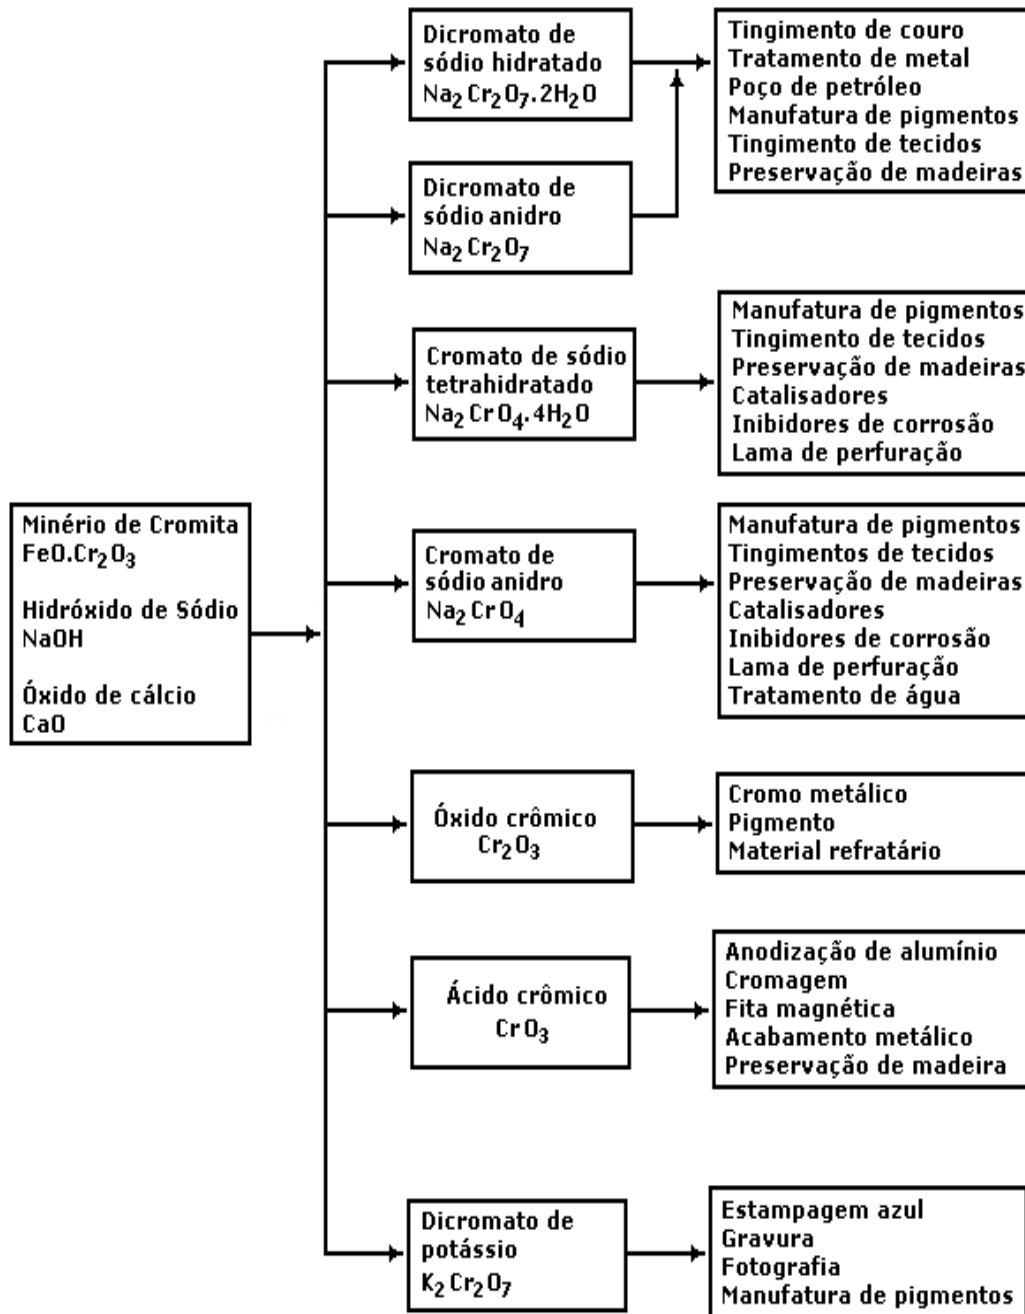 Dicromato de
sódio hidratado
Na₂Cr₂O₇.2H₂O
Tingimento de couro
Tratamento de metal
Poço de petróleo
Manufatura de pigmentos
Tingimento de tecidos
Preservação de madeiras
Dicromato de
sódio anidro
Na₂Cr₂O₇
Cromato de sódio
tetrahidratado
Na₂CrO₄.4H₂O
Manufatura de pigmentos
Tingimento de tecidos
Preservação de madeiras
Catalisadores
Inibidores de corrosão
Lama de perfuração
Minério de Cromita
FeO.Cr₂O₃
Hidróxido de Sódio
NaOH
Óxido de cálcio
CaO
Cromato de
sódio anidro
Na₂CrO₄
Manufatura de pigmentos
Tingimentos de tecidos
Preservação de madeiras
Catalisadores
Inibidores de corrosão
Lama de perfuração
Tratamento de água
Óxido crômico
Cr₂O₃
Cromo metálico
Pigmento
Material refratário
Ácido crômico
CrO₃
Anodização de alumínio
Cromagem
Fita magnética
Acabamento metálico
Preservação de madeira
Dicromato de
potássio
K₂Cr₂O₇
Estampagem azul
Gravura
Fotografia
Manufatura de pigmentos